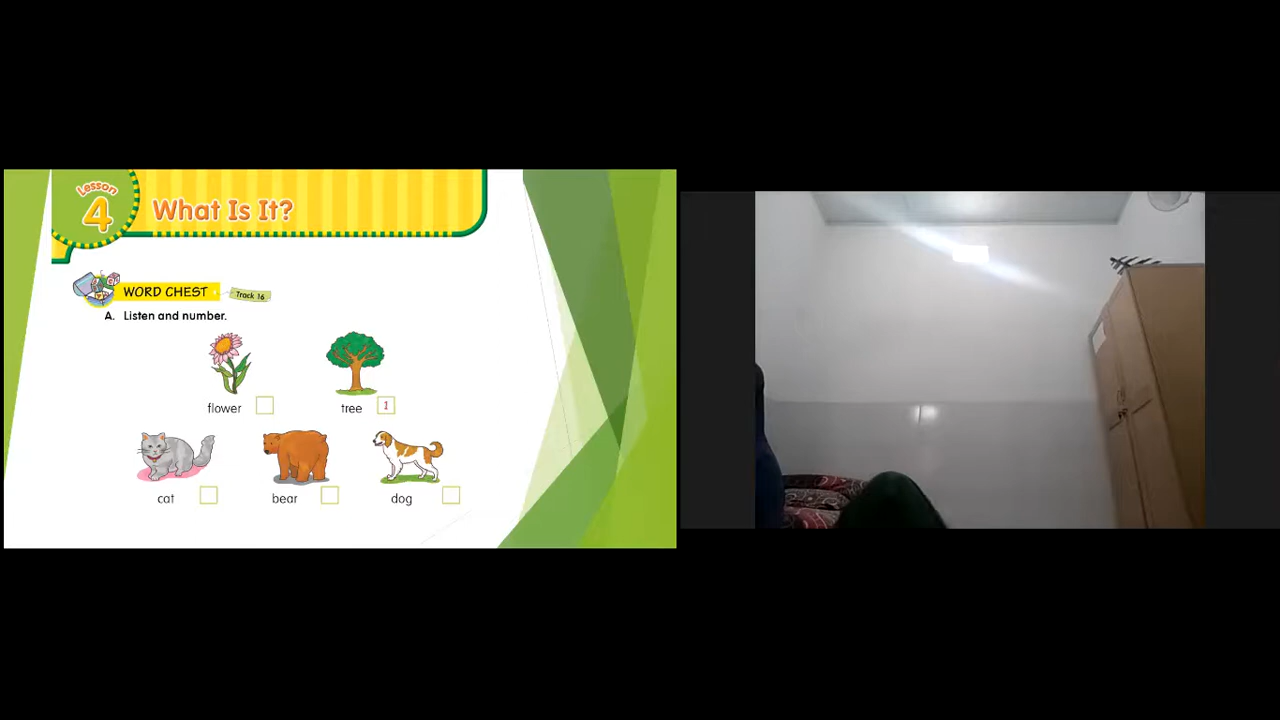 Lesson
4
What Is It?
WORD CHEST
Track 16
A. Listen and number.
flower
tree 1
cat
bear
dog